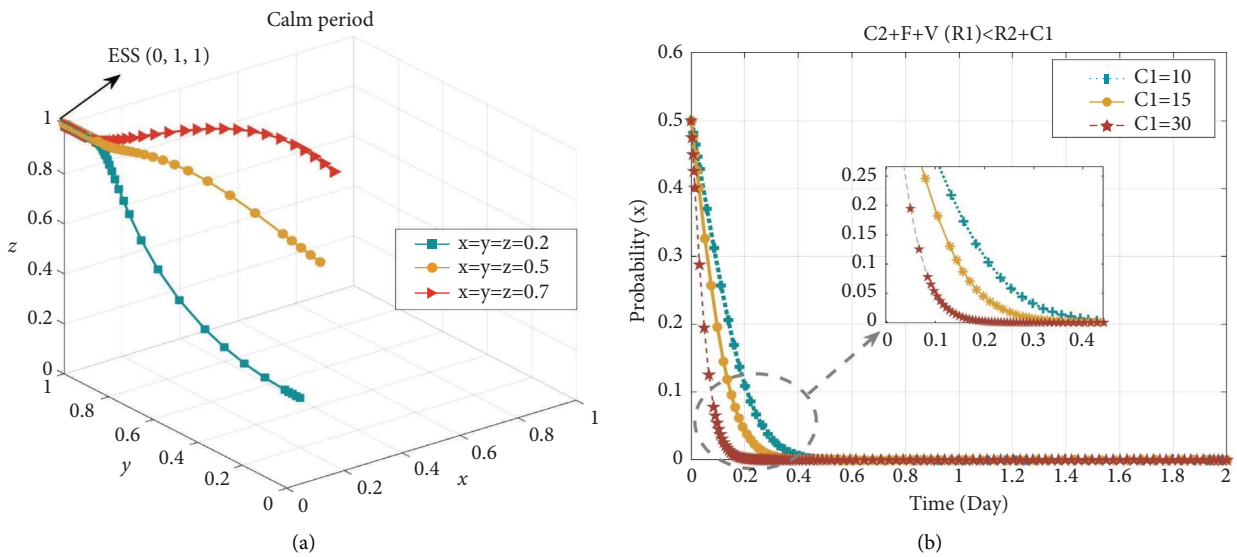 Calm period
ESS (0, 1, 1)
1
0.8
0.6
0.4
0.2
0
z
1
0.8
0.6
0.4
0.2
0
y
0
0.2
0.4
0.6
0.8
1
x
x=y=z=0.2
x=y=z=0.5
x=y=z=0.7
(a)
C2+F+V (R1)<R2+C1
0.6
0.5
0.4
0.3
0.2
0.1
0
Probability (x)
C1=10
C1=15
C1=30
0.25
0.2
0.15
0.1
0.05
0
0 0.1 0.2 0.3 0.4
0 0.2 0.4 0.6 0.8 1 1.2 1.4 1.6 1.8 2
Time (Day)
(b)